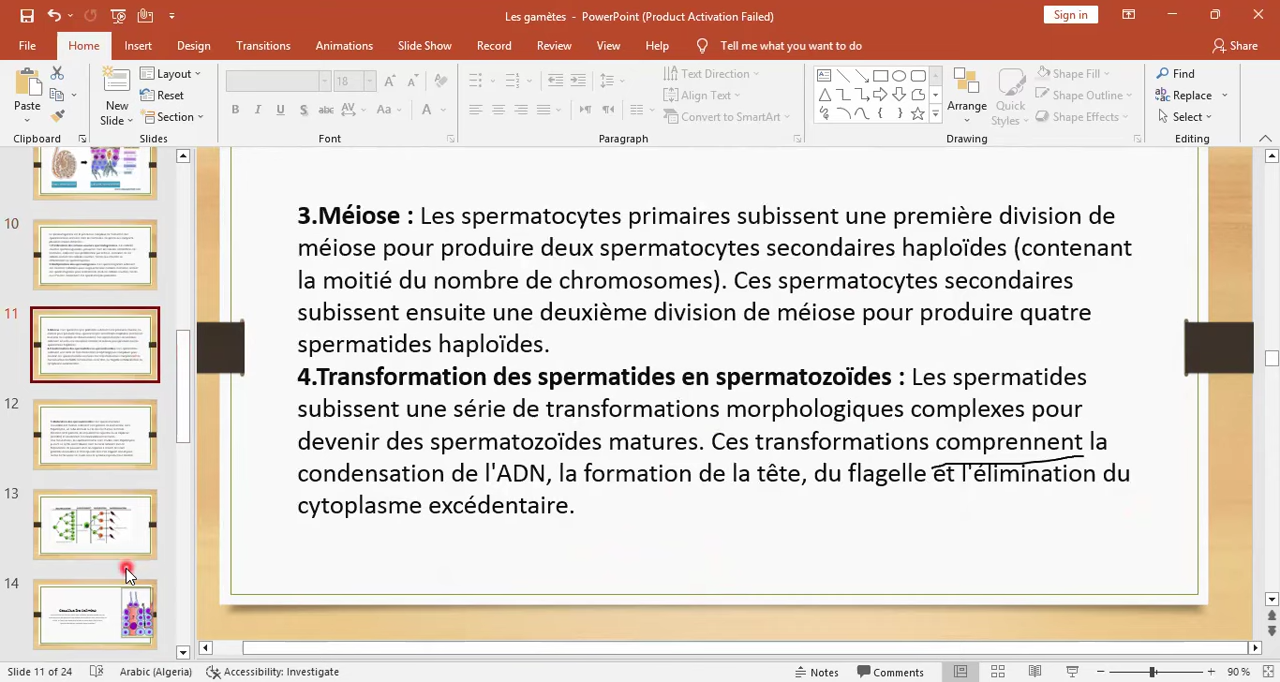 Les gamètes - PowerPoint (Product Activation Failed)
Sign in
File Home Insert Design Transitions Animations Slide Show Record Review View Help Tell me what you want to do Share
Paste
New Slide
Layout
Reset
Section
18
Text Direction
Align Text
Convert to SmartArt
Arrange
Quick Styles
Shape Fill
Shape Outline
Shape Effects
Find
Replace
Select
Clipboard Slides Font Paragraph Drawing Editing
10
11
12
13
14
3.Méiose : Les spermatocytes primaires subissent une première division de
méiose pour produire deux spermatocytes secondaires haploïdes (contenant
la moitié du nombre de chromosomes). Ces spermatocytes secondaires
subissent ensuite une deuxième division de méiose pour produire quatre
spermatides haploïdes.
4.Transformation des spermatides en spermatozoïdes : Les spermatides
subissent une série de transformations morphologiques complexes pour
devenir des spermatozoïdes matures. Ces transformations comprennent la
condensation de l'ADN, la formation de la tête, du flagelle et l'élimination du
cytoplasme excédentaire.
Slide 11 of 24 Arabic (Algeria) Accessibility: Investigate Notes Comments 90 %